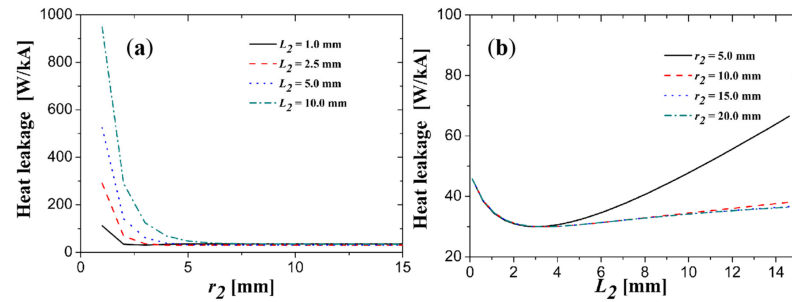 (a)
Heat leakage [W/kA]
1000
800
600
400
200
0
L2 = 1.0 mm
L2 = 2.5 mm
L2 = 5.0 mm
L2 = 10.0 mm
0 5 10 15
r2 [mm]
(b)
Heat leakage [W/kA]
100
80
60
40
20
r2 = 5.0 mm
r2 = 10.0 mm
r2 = 15.0 mm
r2 = 20.0 mm
0 2 4 6 8 10 12 14
L2 [mm]